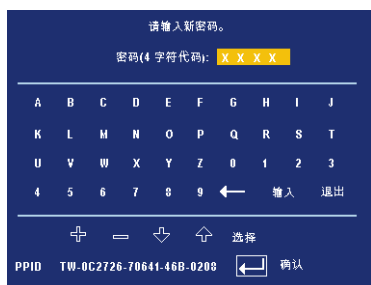 请输入新密码。
密码(4 字符代码): X X X X
A B C D E F G H I J
K L M N O P Q R S T
U V W X Y Z 0 1 2 3
4 5 6 7 8 9 ← 输入 退出
选择
PPID TW-0C2726-70641-46B-0208 确认